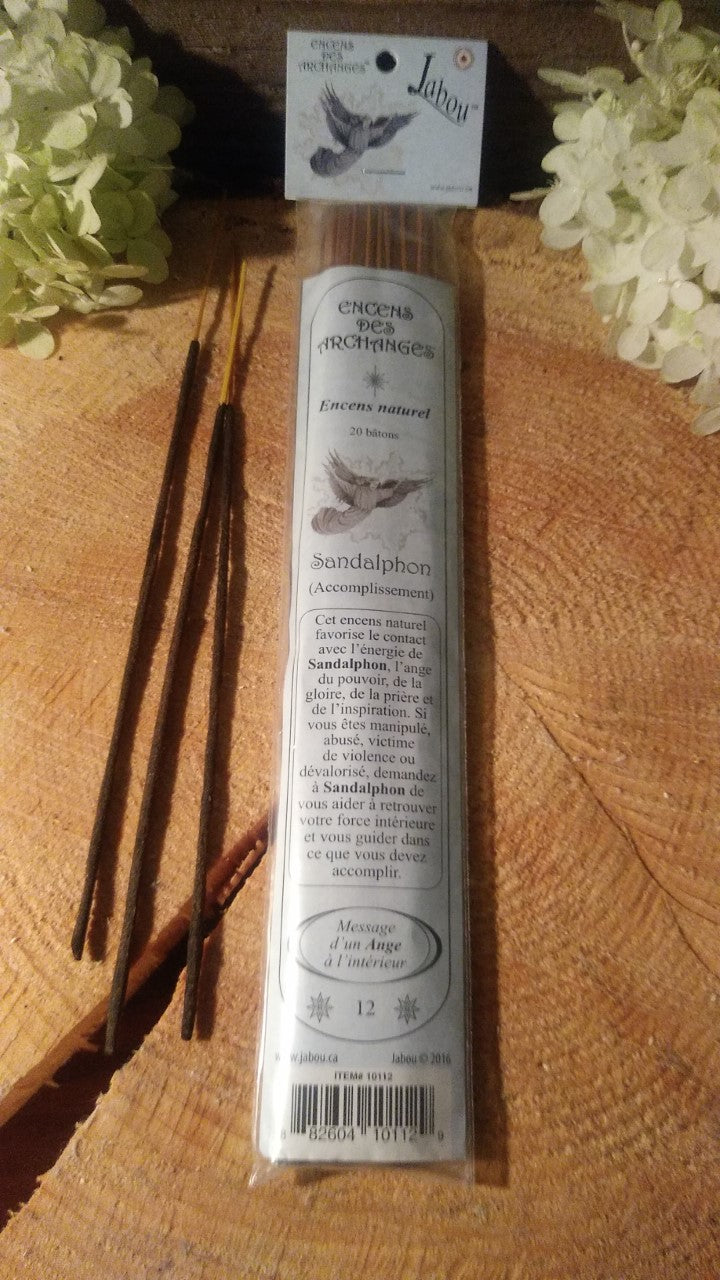 ENCENS
DES
ARCHANGES™
Jabou™
www.jabou.ca
ENCENS
DES
ARCHANGES
Encens naturel
20 bâtons
Sandalphon
(Accomplissement)
Cet encens naturel
favorise le contact
avec l'énergie de
Sandalphon, l'ange
du pouvoir, de la
gloire, de la prière et
de l'inspiration. Si
vous êtes manipulé,
abusé, victime
de violence ou
dévalorisé, demandez
à Sandalphon de
vous aider à retrouver
votre force intérieure
et vous guider dans
ce que vous devez
accomplir.
Message
d'un Ange
à l'intérieur
12
www.jabou.ca Jabou © 2016
ITEM# 10112
8 82604 10112 9